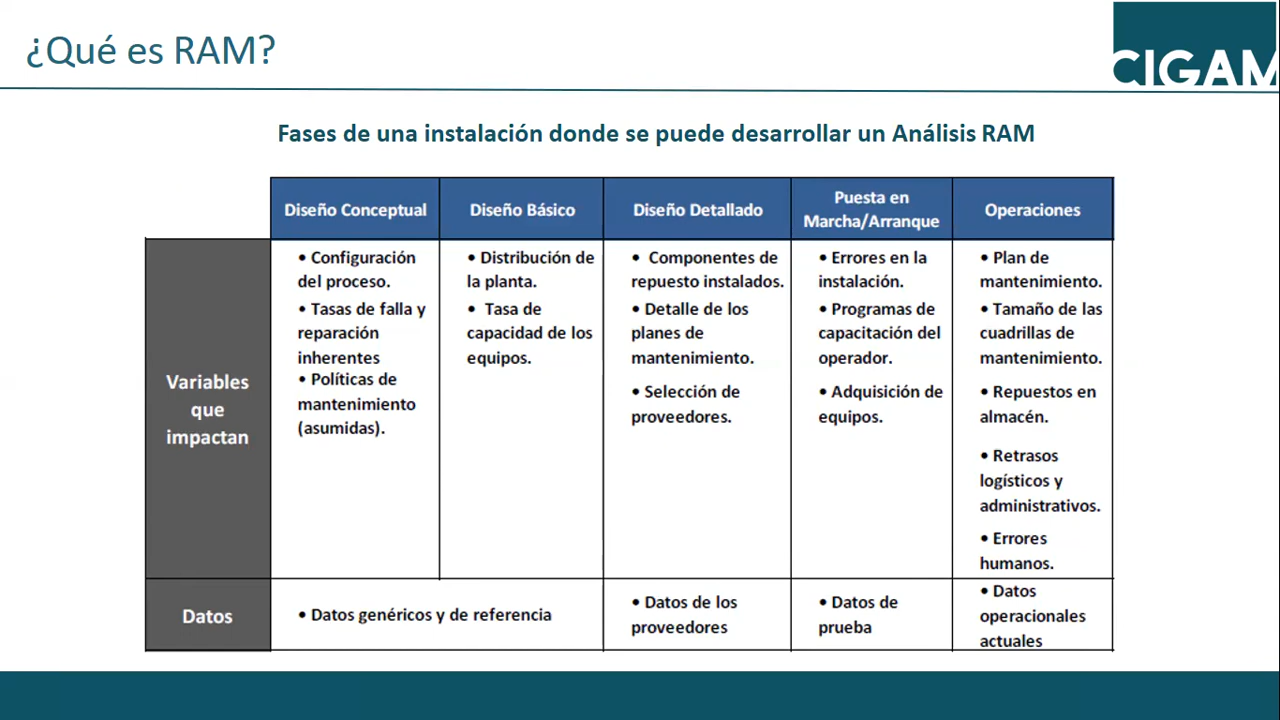 ¿Qué es RAM?
CIGAM
Fases de una instalación donde se puede desarrollar un Análisis RAM
Diseño Conceptual
Diseño Básico
Diseño Detallado
Puesta en
Marcha/Arranque
Operaciones
Variables
que
impactan
• Configuración
del proceso.
• Tasas de falla y
reparación
inherentes
• Políticas de
mantenimiento
(asumidas).
• Distribución de
la planta.
• Tasa de
capacidad de los
equipos.
• Componentes de
repuesto instalados.
• Detalle de los
planes de
mantenimiento.
• Selección de
proveedores.
• Errores en la
instalación.
• Programas de
capacitación del
operador.
• Adquisición de
equipos.
• Plan de
mantenimiento.
• Tamaño de las
cuadrillas de
mantenimiento.
• Repuestos en
almacén.
• Retrasos
logísticos y
administrativos.
• Errores
humanos.
Datos
• Datos genéricos y de referencia
• Datos de los
proveedores
• Datos de
prueba
• Datos
operacionales
actuales